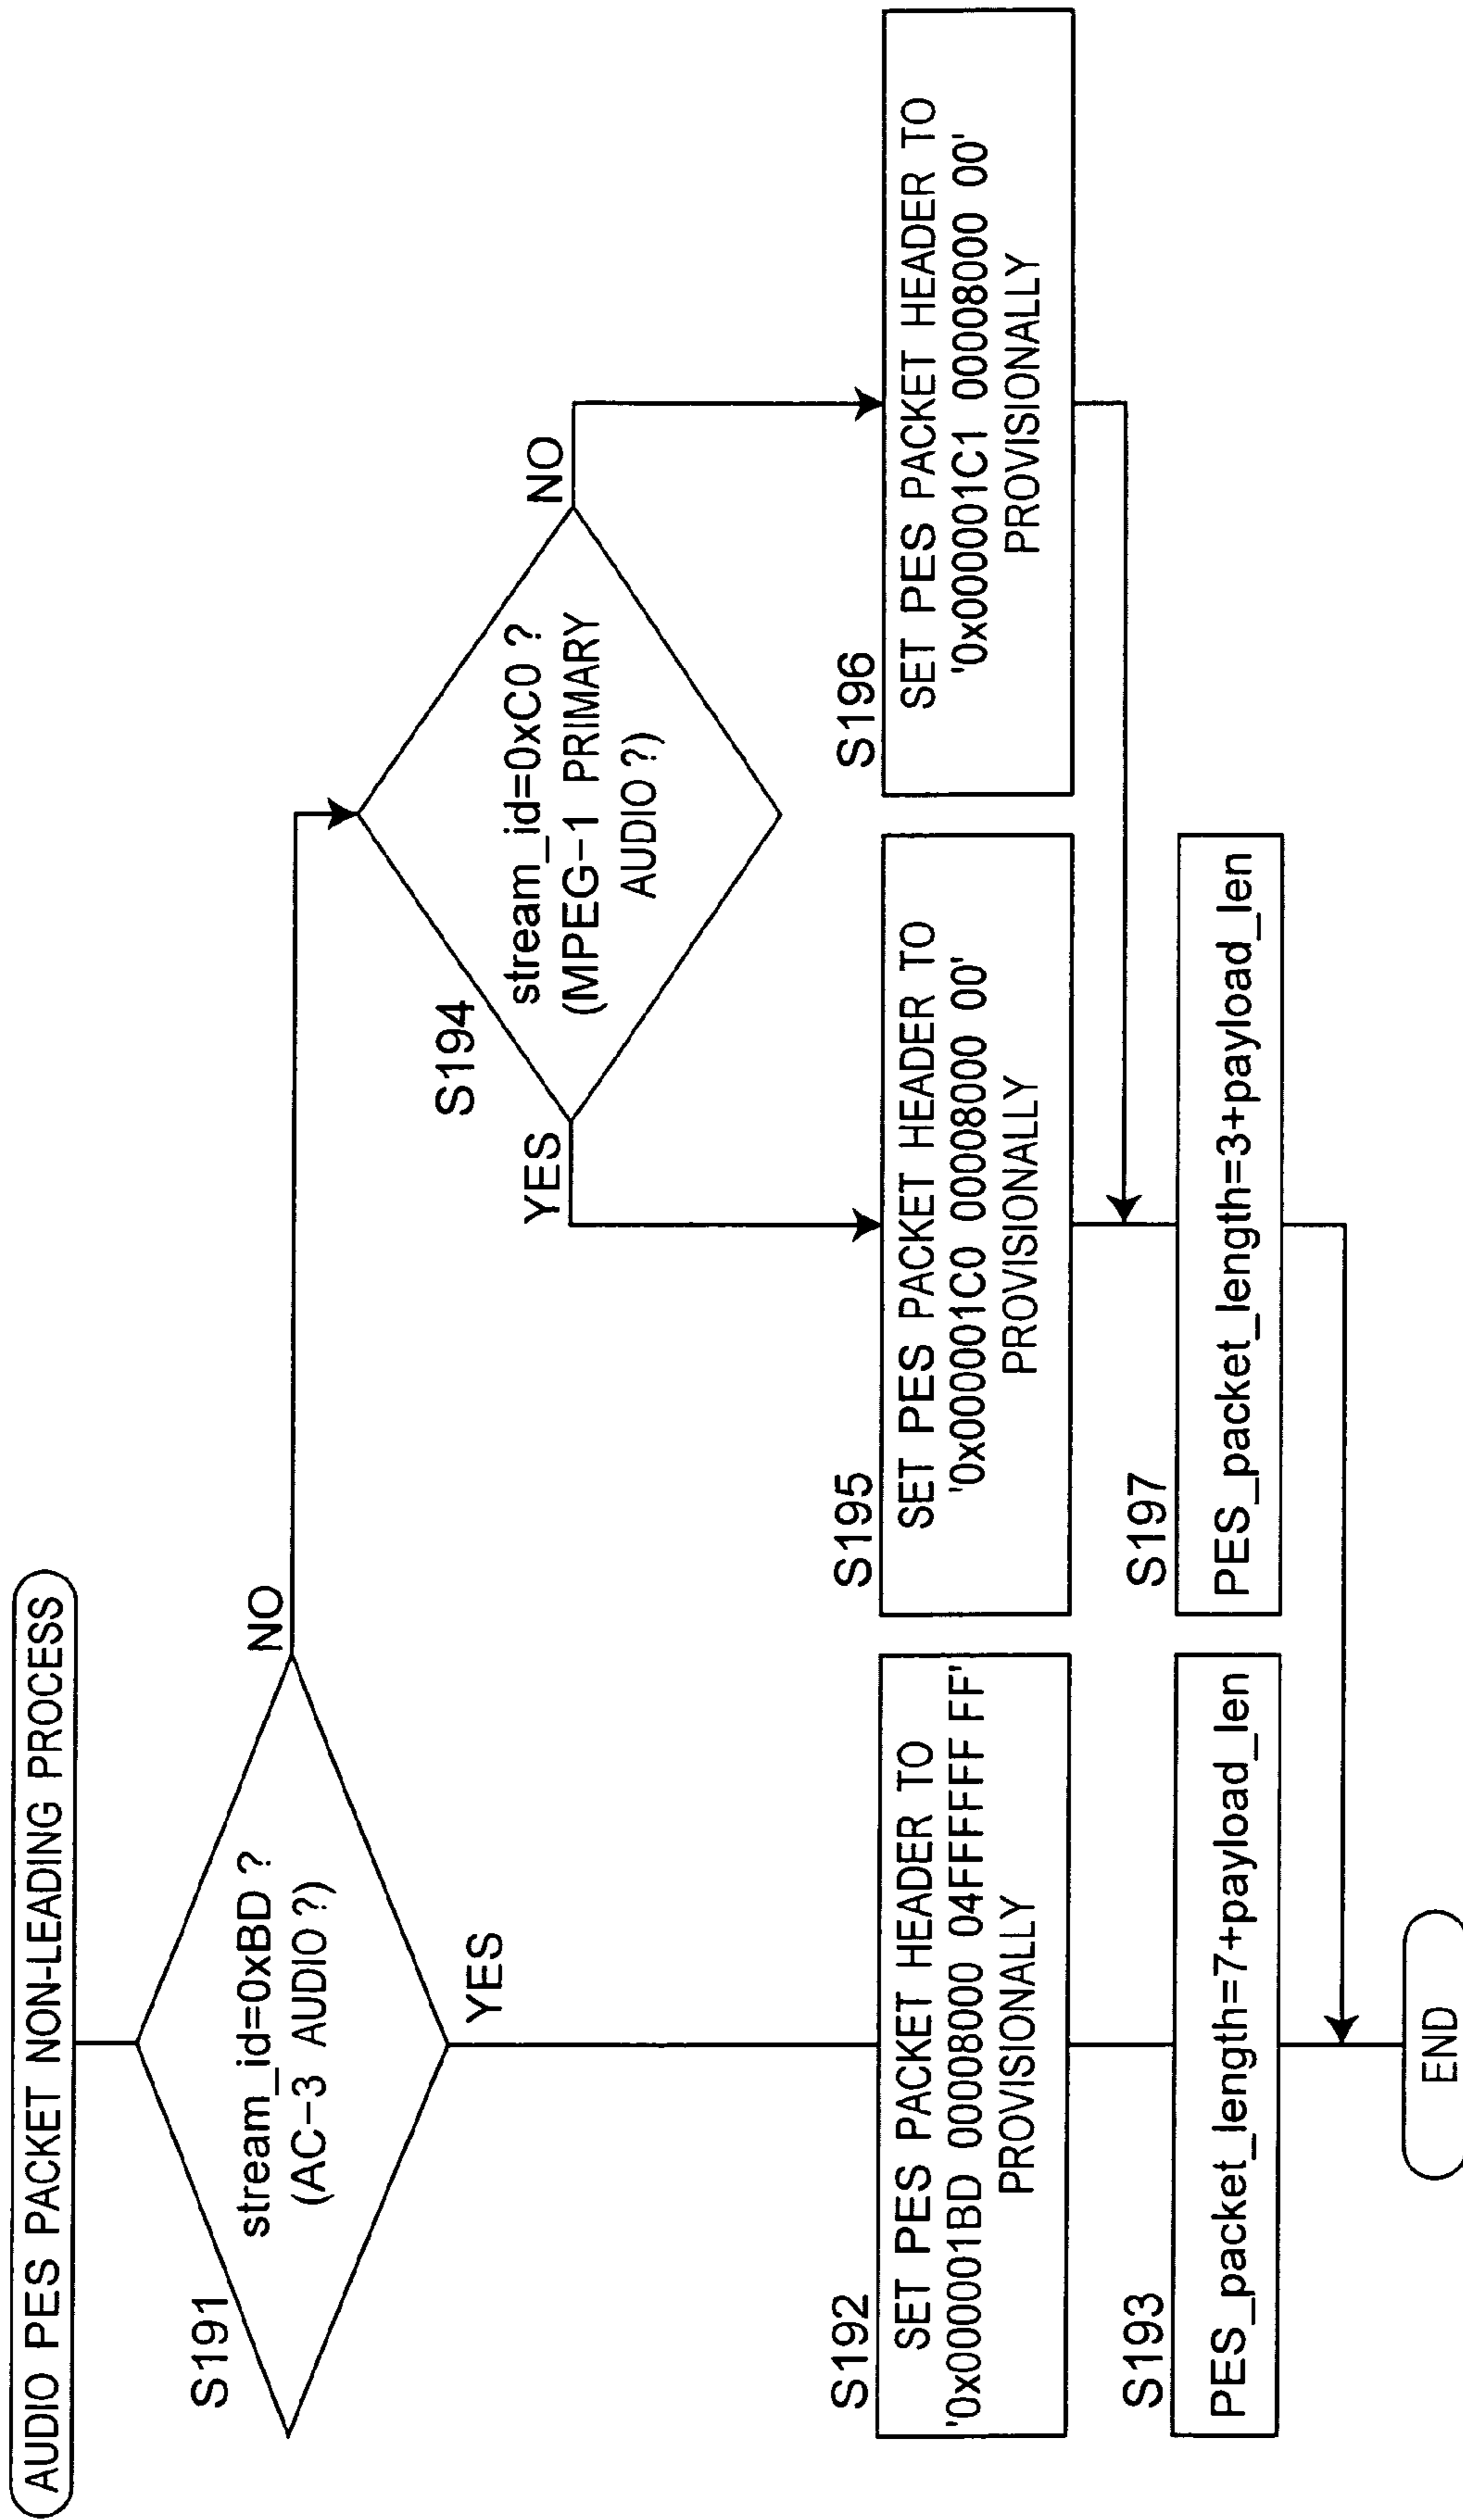 AUDIO PES PACKET NON-LEADING PROCESS
S191
stream_id=0xBD ?
(AC-3 AUDIO ?)
NO
YES
S194
stream_id=0xC0 ?
(MPEG-1 PRIMARY
AUDIO ?)
YES
NO
S192
SET PES PACKET HEADER TO
'0x000001BD 00008000 04FFFFFF FF'
PROVISIONALLY
S195
SET PES PACKET HEADER TO
'0x000001C0 00008000 00'
PROVISIONALLY
S196
SET PES PACKET HEADER TO
'0x000001C1 00008000 00'
PROVISIONALLY
S193
PES_packet_length=7+payload_len
S197
PES_packet_length=3+payload_len
END